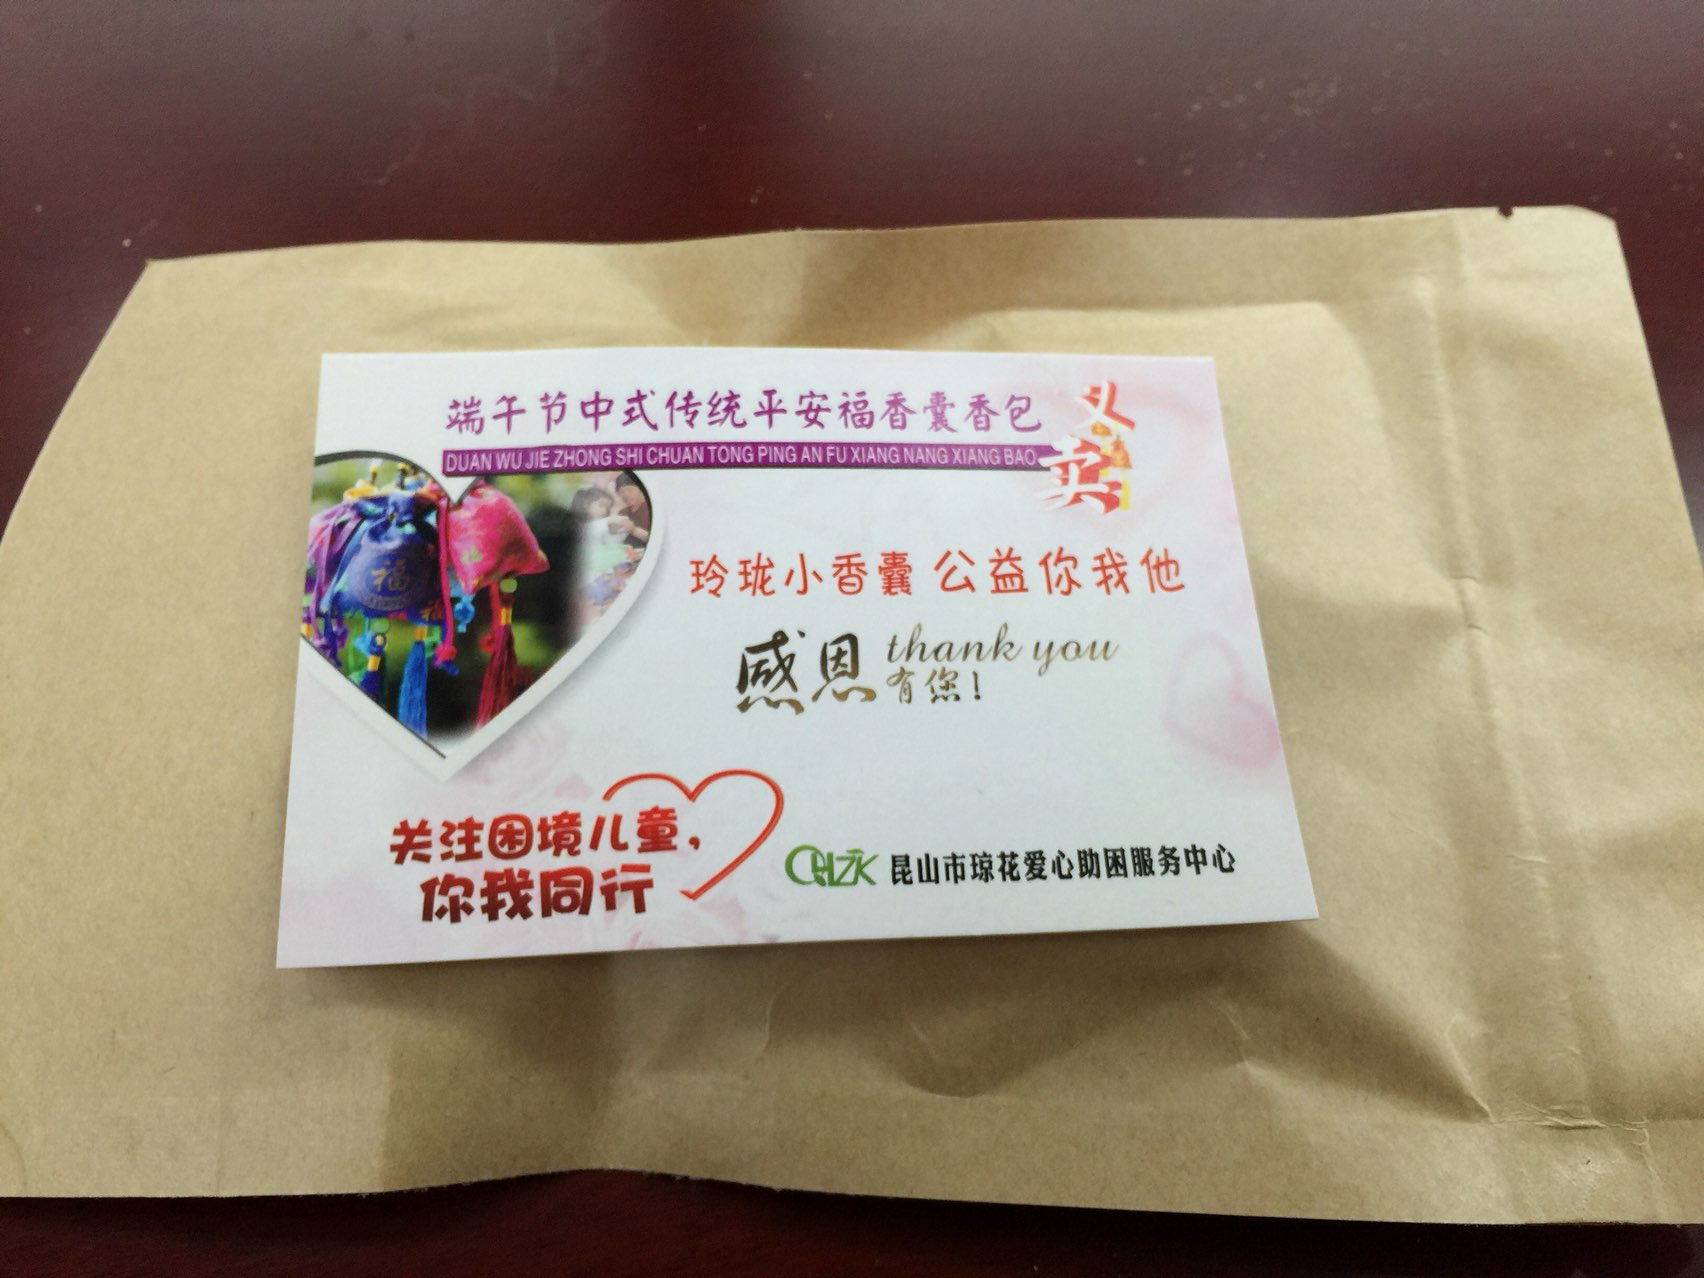 端午节中式传统平安福香囊香包
义卖
DUAN WU JIE ZHONG SHI CHUAN TONG PING AN FU XIANG NANG XIANG BAO
福
福
玲珑小香囊 公益你我他
感恩 thank you
有您!
关注困境儿童,
你我同行
QHZK 昆山市琼花爱心助困服务中心